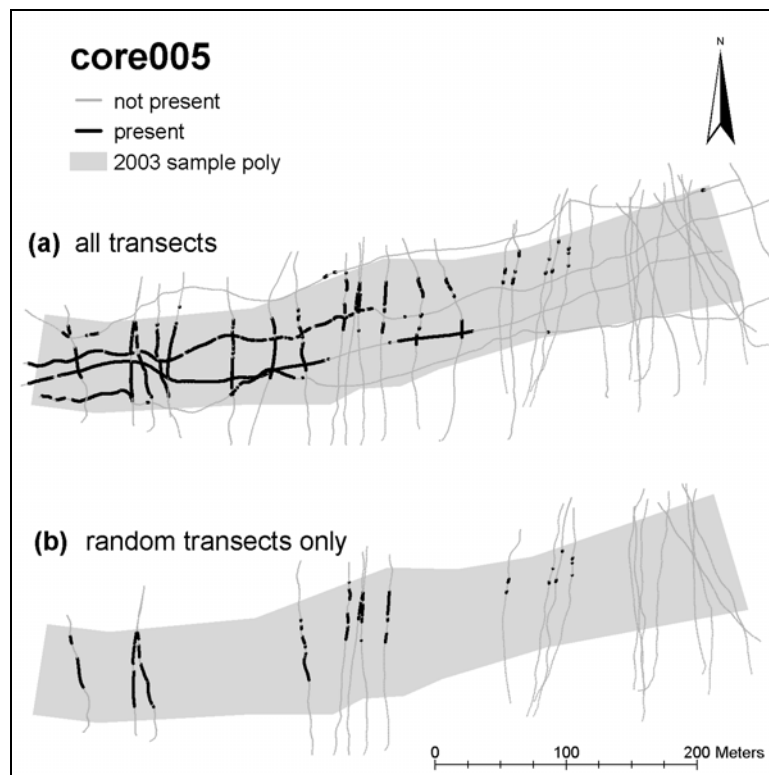 core005
N
not present
present
2003 sample poly
(a) all transects
(b) random transects only
0 100 200 Meters